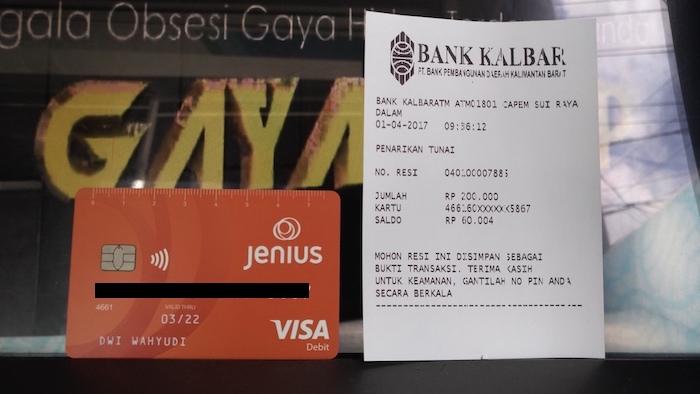 gala Obsesi Gaya
GAYA
jenius
4661
VALID THRU
03/22
DWI WAHYUDI
VISA
Debit
BANK KALBAR
PT. BANK PEMBANGUNAN DAERAH KALIMANTAN BARAT
BANK KALBARATM ATM01801 CAPEM SUI RAYA
DALAM
01-04-2017 09:36:12
PENARIKAN TUNAI
NO. RESI 040100007885
JUMLAH RP 200.000
KARTU 466160XXXXXX5867
SALDO RP 60.004
MOHON RESI INI DISIMPAN SEBAGAI
BUKTI TRANSAKSI. TERIMA KASIH
UNTUK KEAMANAN, GANTILAH NO PIN ANDA
SECARA BERKALA